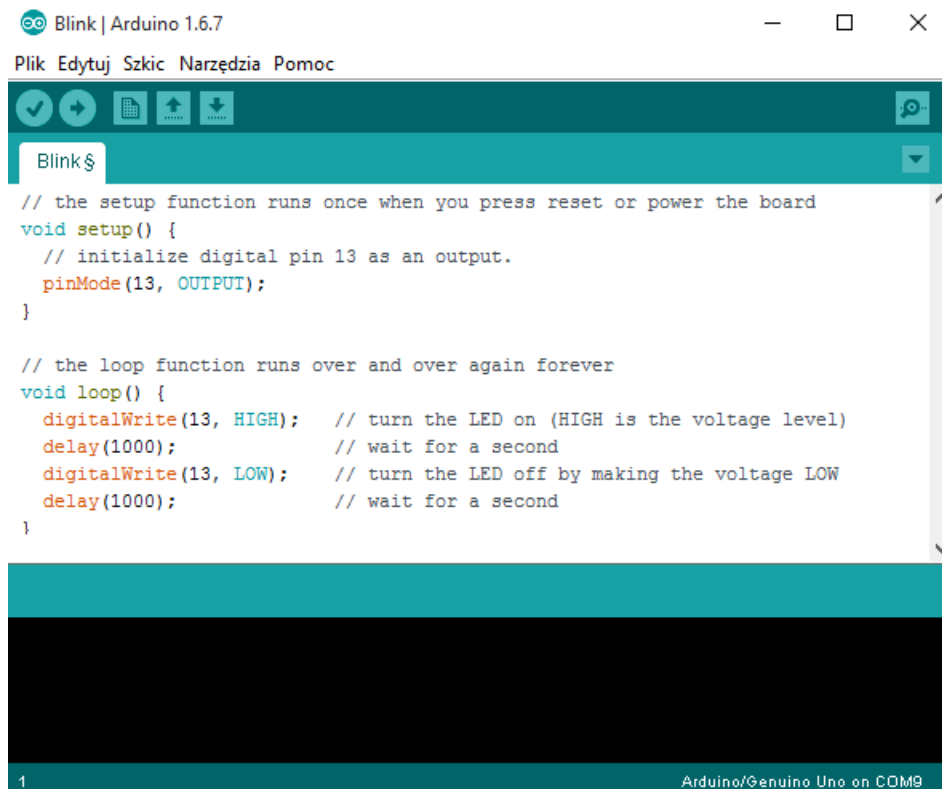 Blink | Arduino 1.6.7
Plik Edytuj Szkic Narzędzia Pomoc
Blink §
// the setup function runs once when you press reset or power the board
void setup() {
  // initialize digital pin 13 as an output.
  pinMode(13, OUTPUT);
}

// the loop function runs over and over again forever
void loop() {
  digitalWrite(13, HIGH);   // turn the LED on (HIGH is the voltage level)
  delay(1000);              // wait for a second
  digitalWrite(13, LOW);    // turn the LED off by making the voltage LOW
  delay(1000);              // wait for a second
}
1 Arduino/Genuino Uno on COM9